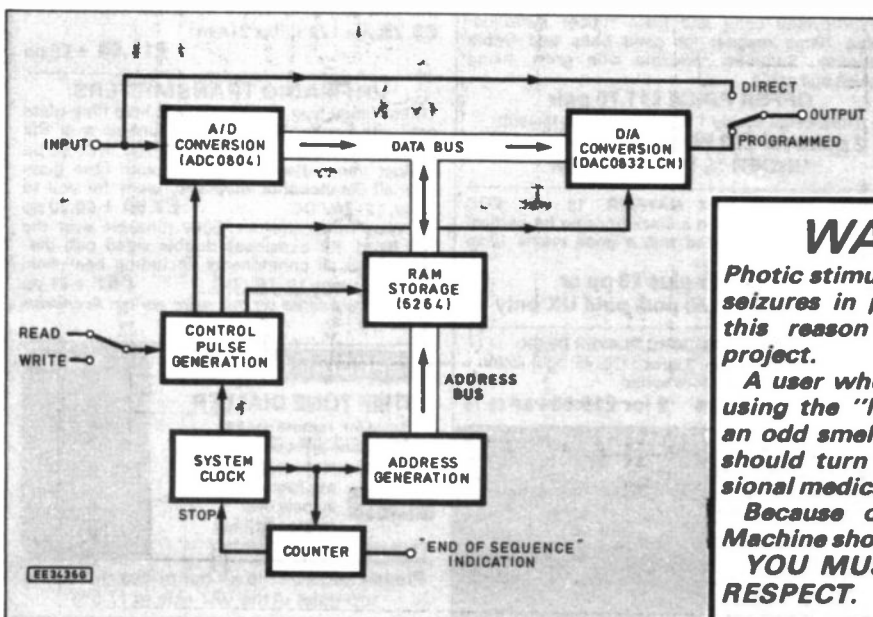 DIRECT
INPUT
A/D
CONVERSION
(ADC0804)
DATA BUS
D/A
CONVERSION
(DAC0832LCN)
OUTPUT
PROGRAMMED
RAM
STORAGE
(6264)
READ
WRITE
CONTROL
PULSE
GENERATION
ADDRESS
BUS
SYSTEM
CLOCK
ADDRESS
GENERATION
STOP
COUNTER
"END OF SEQUENCE"
INDICATION
EE3436G
WA
Photic stimu
seizures in p
this reason
project.
A user whe
using the "
an odd smel
should turn
sional medic
Because o
Machine sho
YOU MUS
RESPECT.